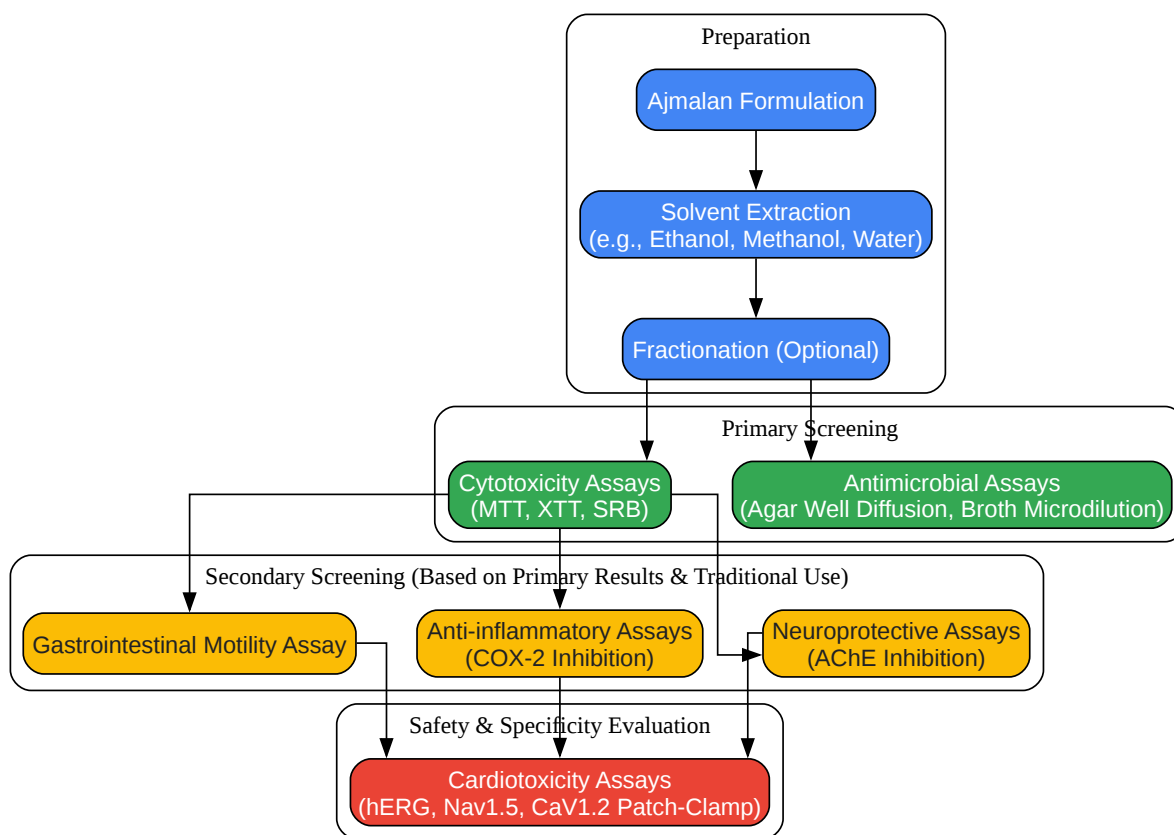 Preparation
Ajmalan Formulation
Solvent Extraction
(e.g., Ethanol, Methanol, Water)
Fractionation (Optional)
Primary Screening
Cytotoxicity Assays
(MTT, XTT, SRB)
Antimicrobial Assays
(Agar Well Diffusion, Broth Microdilution)
Secondary Screening (Based on Primary Results & Traditional Use)
Gastrointestinal Motility Assay
Anti-inflammatory Assays
(COX-2 Inhibition)
Neuroprotective Assays
(AChE Inhibition)
Safety & Specificity Evaluation
Cardiotoxicity Assays
(hERG, Nav1.5, CaV1.2 Patch-Clamp)